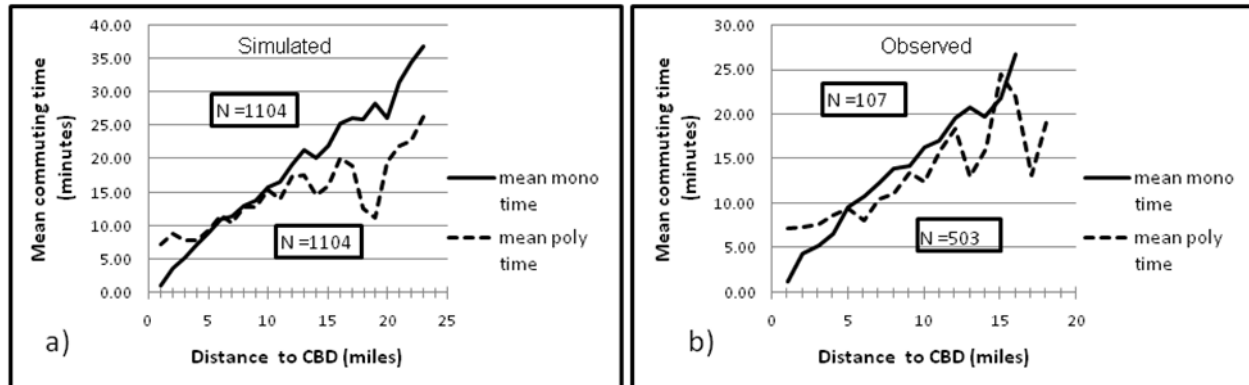 Mean commuting time
(minutes)
40.00
35.00
30.00
25.00
20.00
15.00
10.00
5.00
0.00
Simulated
N =1104
N =1104
0 5 10 15 20 25
Distance to CBD (miles)
a)
mean mono
time
mean poly
time
Mean commuting time
(minutes)
30.00
25.00
20.00
15.00
10.00
5.00
0.00
Observed
N =107
N =503
0 5 10 15 20
Distance to CBD (miles)
b)
mean mono
time
mean poly
time